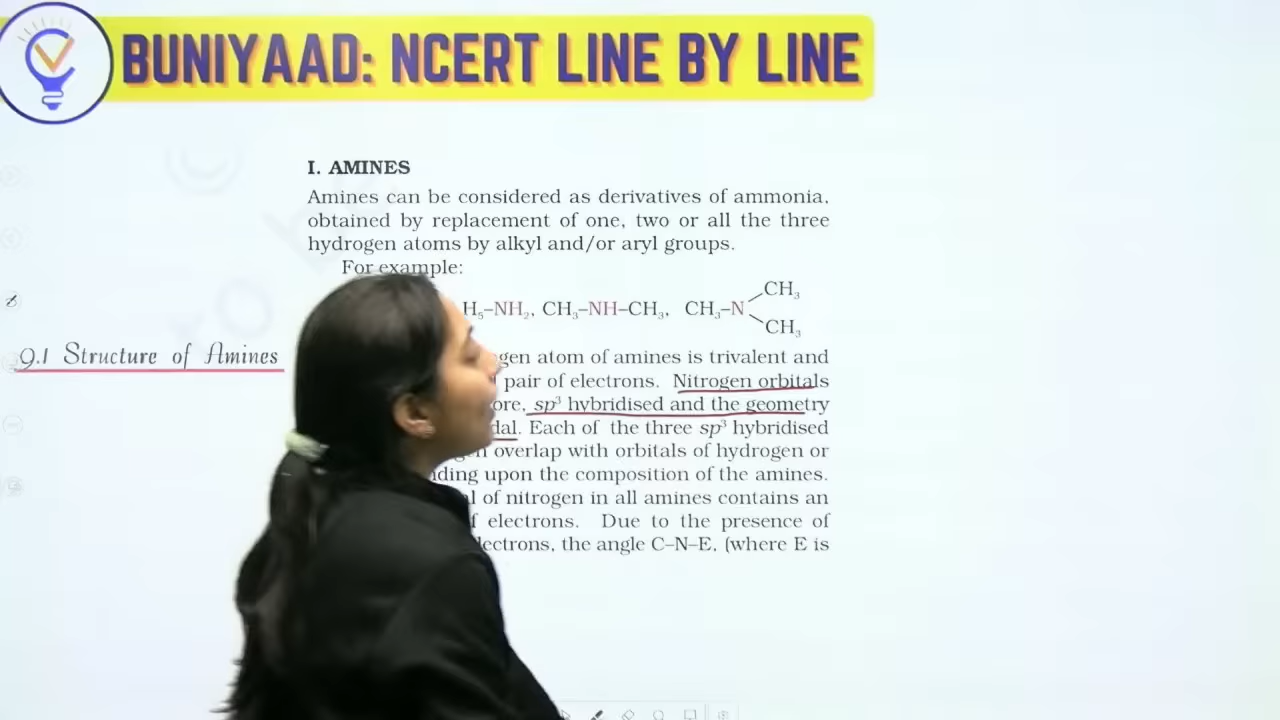 BUNIYAAD: NCERT LINE BY LINE
I. AMINES
Amines can be considered as derivatives of ammonia,
obtained by replacement of one, two or all the three
hydrogen atoms by alkyl and/or aryl groups.
For example:
H₅–NH₂, CH₃–NH–CH₃, CH₃–N
CH₃
CH₃
9.1 Structure of Amines
atom of amines is trivalent and
pair of electrons. Nitrogen orbitals
sp³ hybridised and the geometry
Each of the three sp³ hybridised
overlap with orbitals of hydrogen or
upon the composition of the amines.
of nitrogen in all amines contains an
electrons. Due to the presence of
the angle C–N–E, (where E is